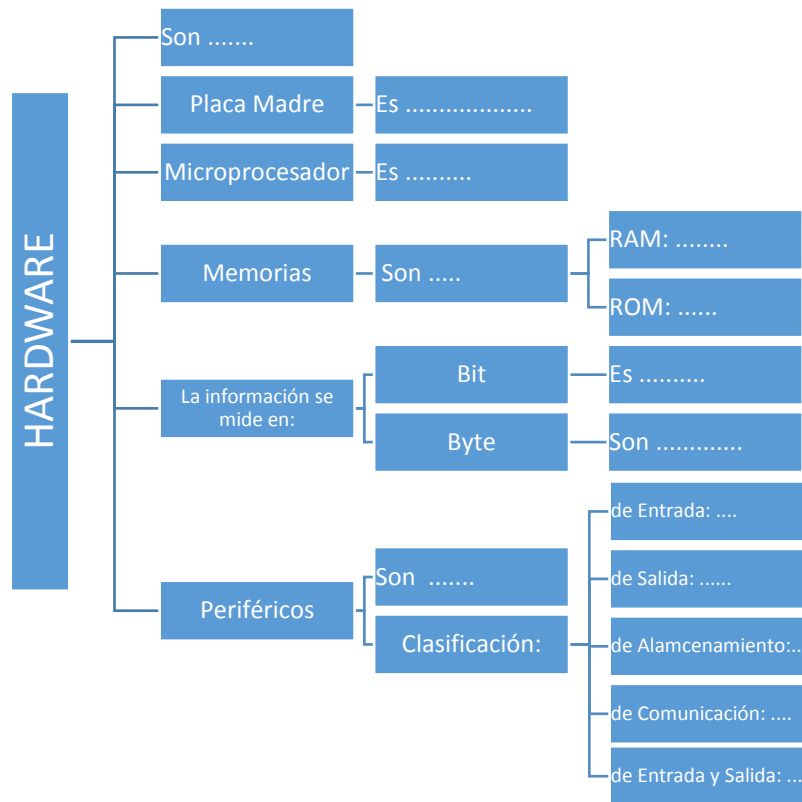 HARDWARE
Son .......
Placa Madre
Es ...................
Microprocesador
Es ..........
Memorias
Son .....
RAM: ........
ROM: ......
La información se
mide en:
Bit
Es ..........
Byte
Son .............
Periféricos
Son .......
Clasificación:
de Entrada: ....
de Salida: ......
de Alamcenamiento:..
de Comunicación: ....
de Entrada y Salida: ...